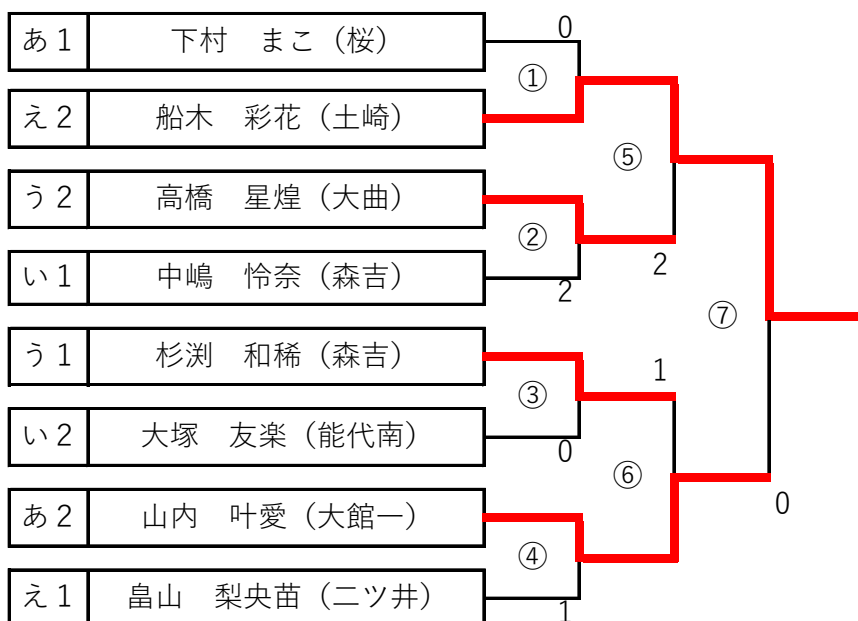 あ１ 下村　まこ（桜） 0
①
え２ 船木　彩花（土崎）
⑤
う２ 高橋　星煌（大曲）
②
い１ 中嶋　怜奈（森吉） 2 2
⑦
う１ 杉渕　和稀（森吉） 1
③
い２ 大塚　友楽（能代南） 0
⑥
あ２ 山内　叶愛（大館一） 0
④
え１ 畠山　梨央苗（二ツ井） 1